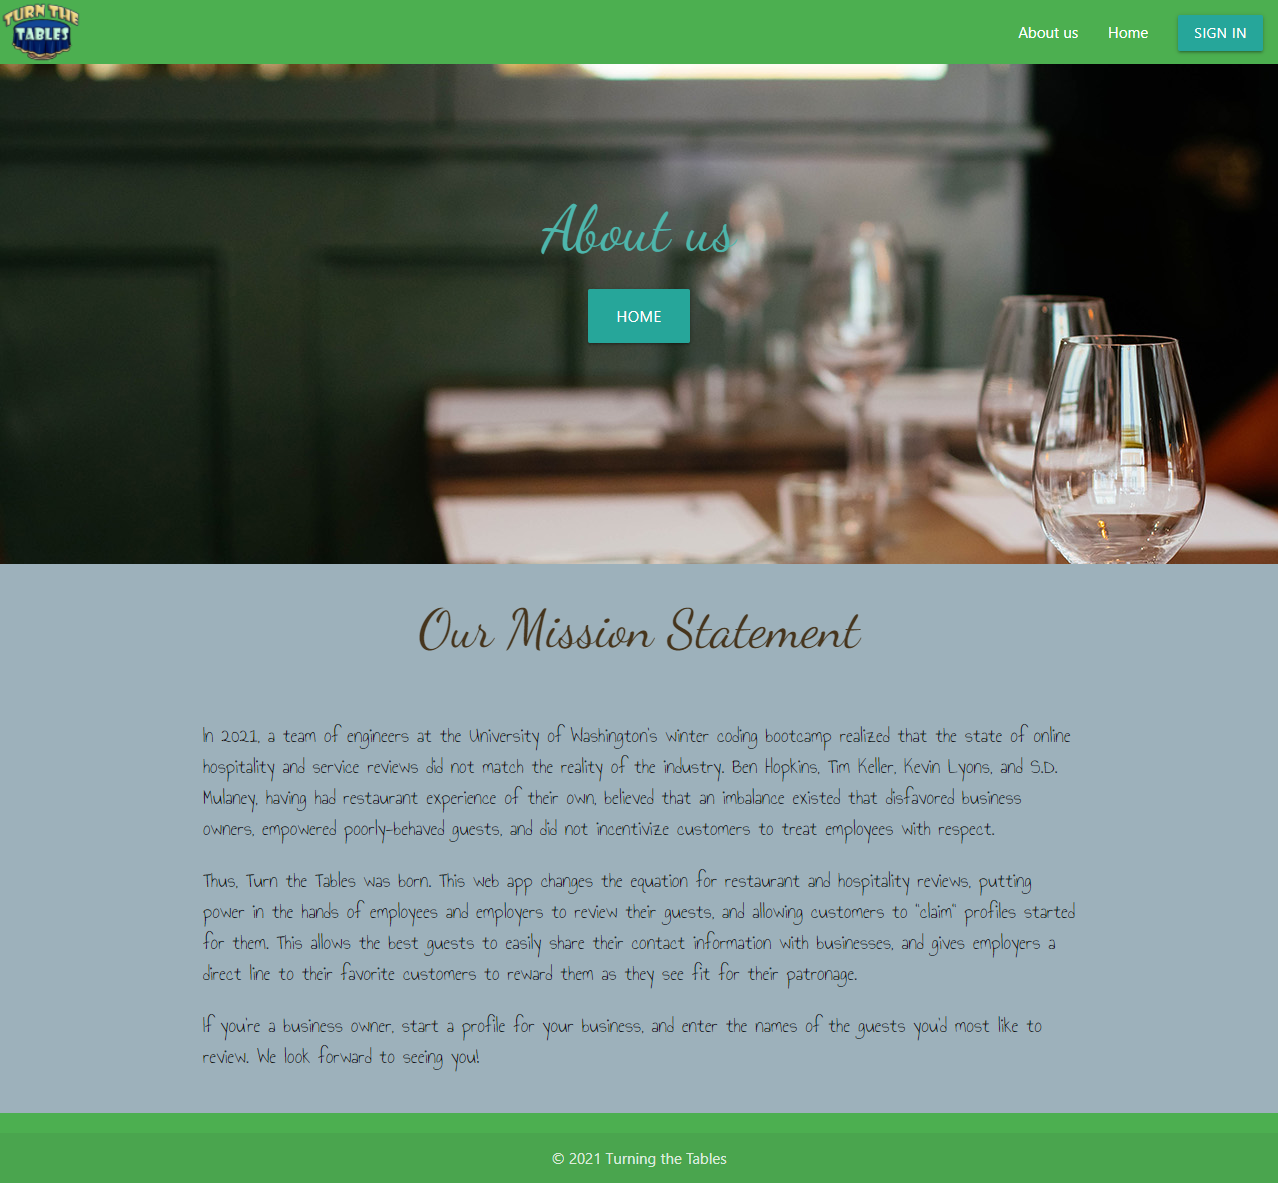 TURN THE
TABLES
About us
Home
SIGN IN
About us
HOME
Our Mission Statement
In 2021, a team of engineers at the University of Washington's winter coding bootcamp realized that the state of online
hospitality and service reviews did not match the reality of the industry. Ben Hopkins, Tim Keller, Kevin Lyons, and S.D.
Mulaney, having had restaurant experience of their own, believed that an imbalance existed that disfavored business
owners, empowered poorly-behaved guests, and did not incentivize customers to treat employees with respect.
Thus, Turn the Tables was born. This web app changes the equation for restaurant and hospitality reviews, putting
power in the hands of employees and employers to review their guests, and allowing customers to "claim" profiles started
for them. This allows the best guests to easily share their contact information with businesses, and gives employers a
direct line to their favorite customers to reward them as they see fit for their patronage.
If you're a business owner, start a profile for your business, and enter the names of the guests you'd most like to
review. We look forward to seeing you!
© 2021 Turning the Tables